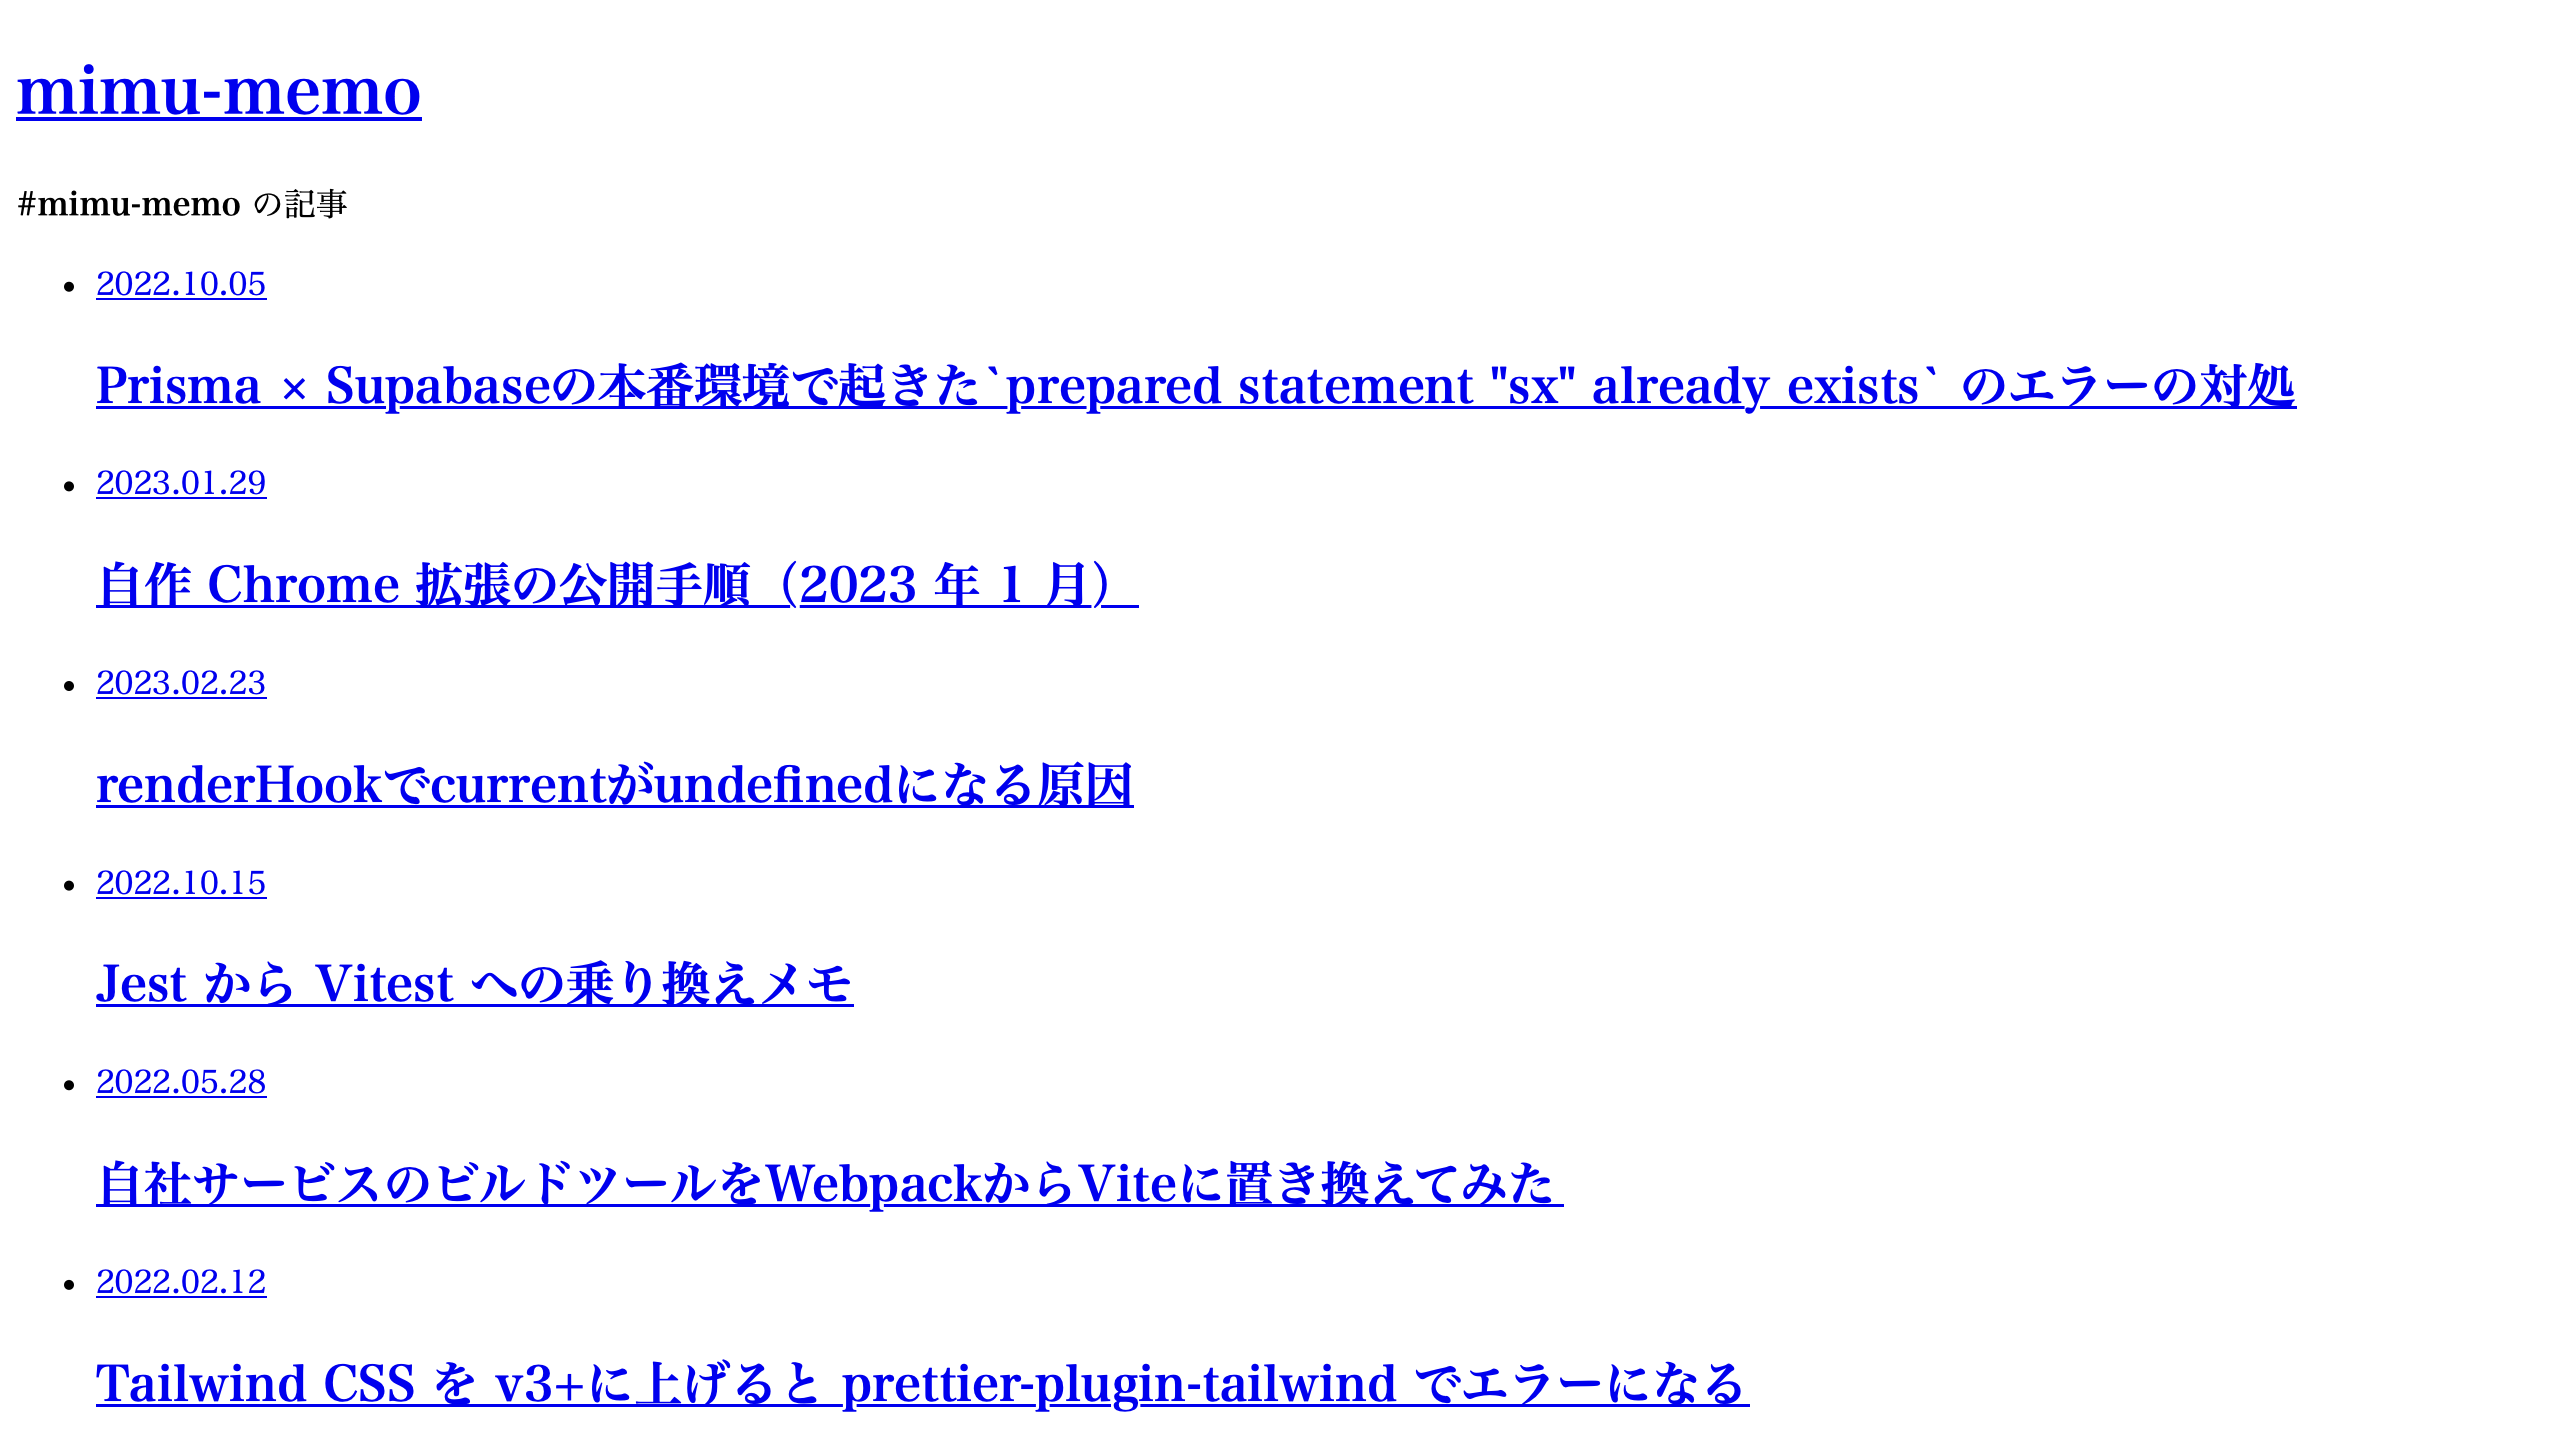 mimu-memo
#mimu-memo の記事
2022.10.05
Prisma × Supabaseの本番環境で起きた`prepared statement "sx" already exists` のエラーの対処
2023.01.29
自作 Chrome 拡張の公開手順（2023 年 1 月）
2023.02.23
renderHookでcurrentがundefinedになる原因
2022.10.15
Jest から Vitest への乗り換えメモ
2022.05.28
自社サービスのビルドツールをWebpackからViteに置き換えてみた
2022.02.12
Tailwind CSS を v3+に上げると prettier-plugin-tailwind でエラーになる